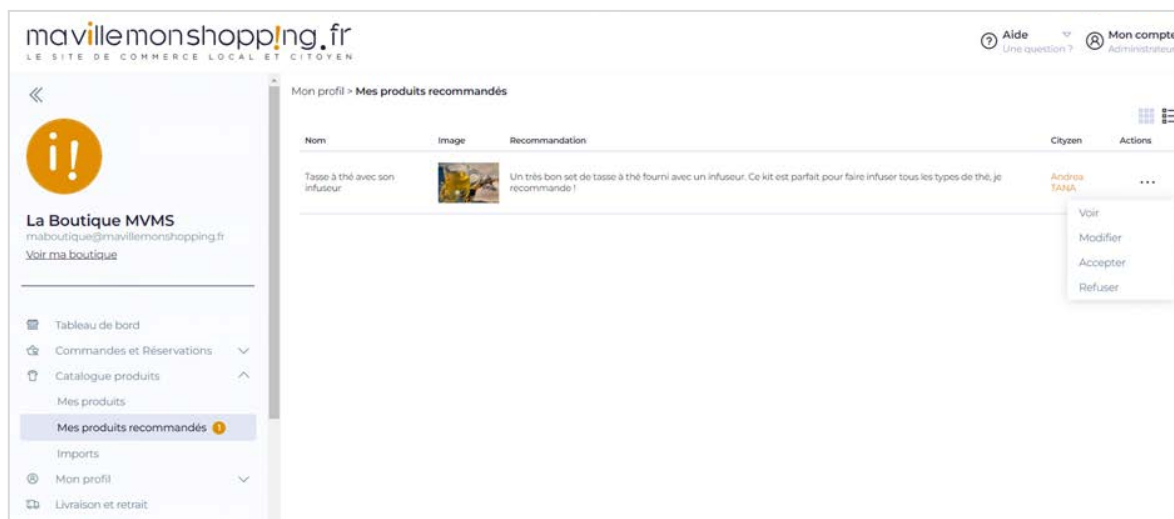 mavillemonshopp!ng.fr
LE SITE DE COMMERCE LOCAL ET CITOYEN
Aide
Une question ?
Mon compte
Administrateur
Mon profil > Mes produits recommandés
Nom Image Recommandation Cityzen Actions
Tasse à thé avec son
infuseur
Un très bon set de tasse à thé fourni avec un infuseur. Ce kit est parfait pour faire infuser tous les types de thé, je
recommande !
Andrea
TANA
...
Voir
Modifier
Accepter
Refuser
i!
La Boutique MVMS
maboutique@mavillemonshopping.fr
Voir ma boutique
Tableau de bord
Commandes et Réservations
Catalogue produits
Mes produits
Mes produits recommandés 1
Imports
Mon profil
Livraison et retrait